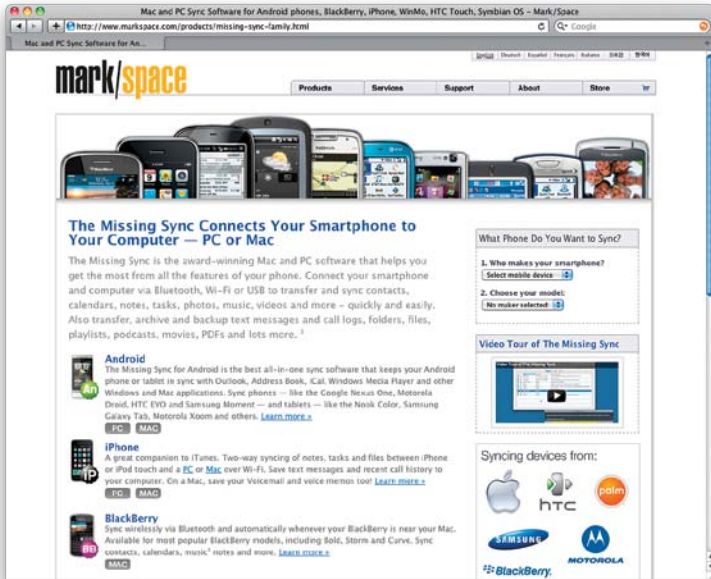 Mac and PC Sync Software for Android phones, BlackBerry, iPhone, WinMo, HTC Touch, Symbian OS – Mark/Space
http://www.markspace.com/products/missing-sync-family.html
Google
Mac and PC Sync Software for An...
English Deutsch Español Français Italiano 日本語 한국어
mark/space
Products Services Support About Store
The Missing Sync Connects Your Smartphone to
Your Computer — PC or Mac
The Missing Sync is the award-winning Mac and PC software that helps you
get the most from all the features of your phone. Connect your smartphone
and computer via Bluetooth, Wi-Fi or USB to transfer and sync contacts,
calendars, notes, tasks, photos, music, videos and more – quickly and easily.
Also transfer, archive and backup text messages and call logs, folders, files,
playlists, podcasts, movies, PDFs and lots more.
Android
The Missing Sync for Android is the best all-in-one sync software that keeps your Android
phone or tablet in sync with Outlook, Address Book, iCal, Windows Media Player and other
Windows and Mac applications. Sync phones — like the Google Nexus One, Motorola
Droid, HTC EVO and Samsung Moment — and tablets — like the Nook Color, Samsung
Galaxy Tab, Motorola Xoom and others. Learn more »
An
PC MAC
iPhone
A great companion to iTunes. Two-way syncing of notes, tasks and files between iPhone
or iPod touch and a PC or Mac over Wi-Fi. Save text messages and recent call history to
your computer. On a Mac, save your Voicemail and voice memos too! Learn more »
iP
PC MAC
BlackBerry
Sync wirelessly via Bluetooth and automatically whenever your BlackBerry is near your Mac.
Available for most popular BlackBerry models, including Bold, Storm and Curve. Sync
contacts, calendars, music notes and more. Learn more »
BB
MAC
What Phone Do You Want to Sync?
1. Who makes your smartphone?
Select mobile device
2. Choose your model:
No maker selected
Video Tour of The Missing Sync
Syncing devices from:
hTC
palm
SAMSUNG
MOTOROLA
BlackBerry.